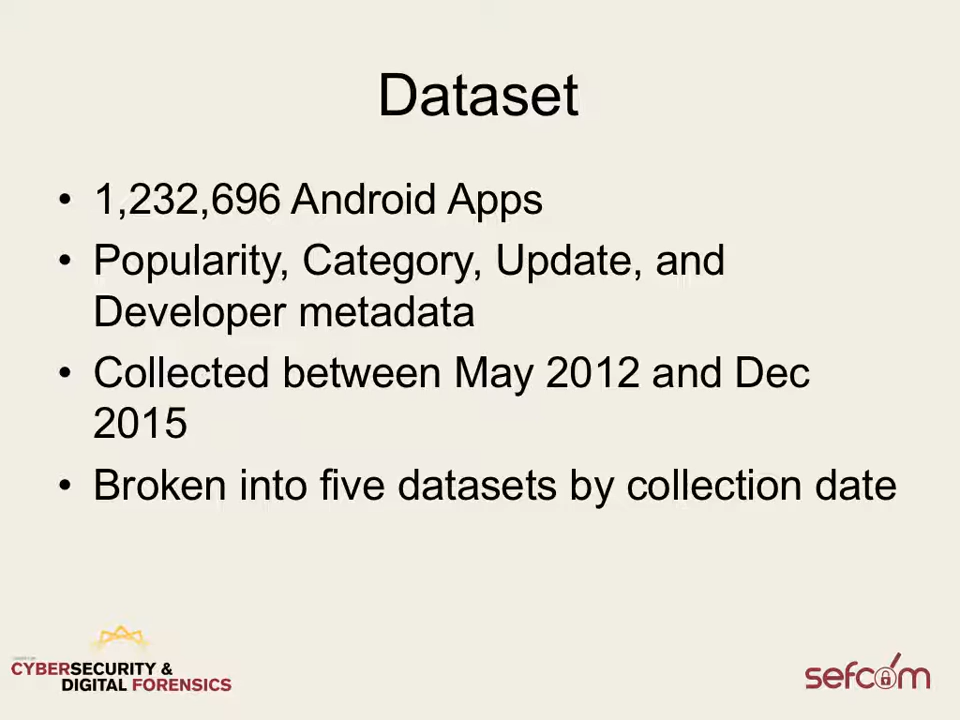 Dataset
• 1,232,696 Android Apps
• Popularity, Category, Update, and
Developer metadata
• Collected between May 2012 and Dec
2015
• Broken into five datasets by collection date
CYBERSECURITY &
DIGITAL FORENSICS
sefcom